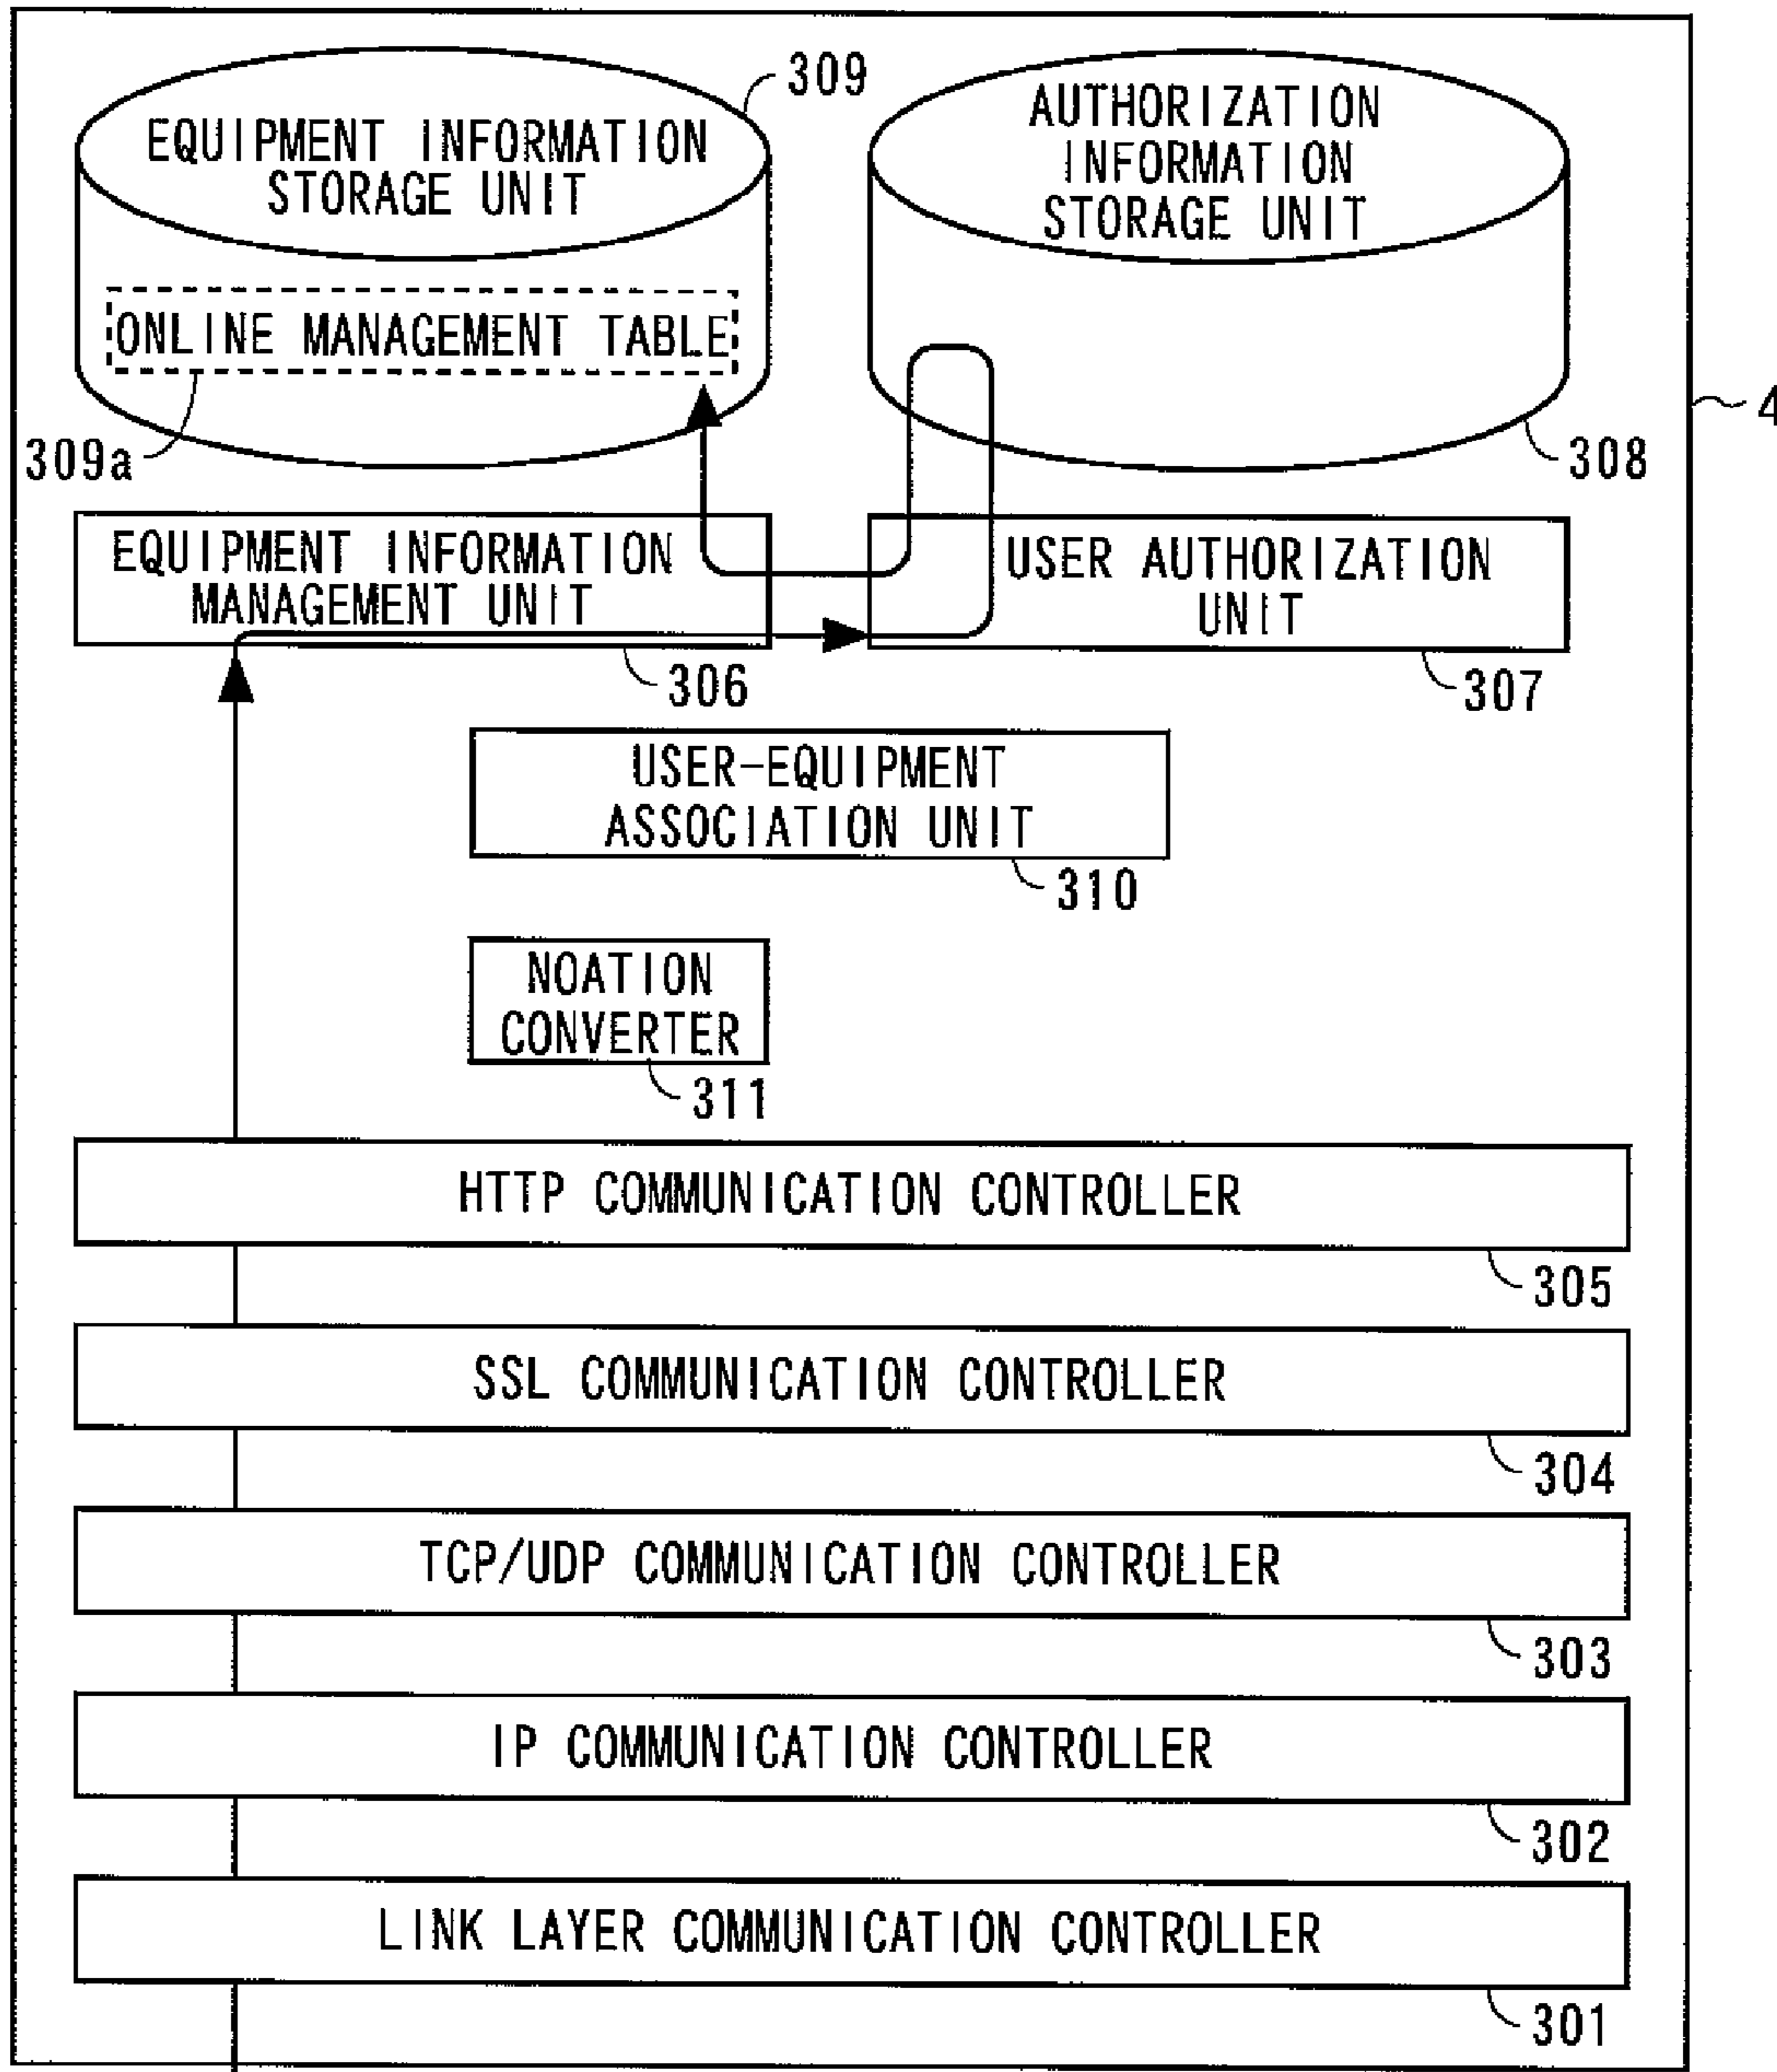 309
EQUIPMENT INFORMATION
STORAGE UNIT
AUTHORIZATION
INFORMATION
STORAGE UNIT
ONLINE MANAGEMENT TABLE
4
309a
308
EQUIPMENT INFORMATION
MANAGEMENT UNIT
USER AUTHORIZATION
UNIT
306
307
USER-EQUIPMENT
ASSOCIATION UNIT
310
NOATION
CONVERTER
311
HTTP COMMUNICATION CONTROLLER
305
SSL COMMUNICATION CONTROLLER
304
TCP/UDP COMMUNICATION CONTROLLER
303
IP COMMUNICATION CONTROLLER
302
LINK LAYER COMMUNICATION CONTROLLER
301